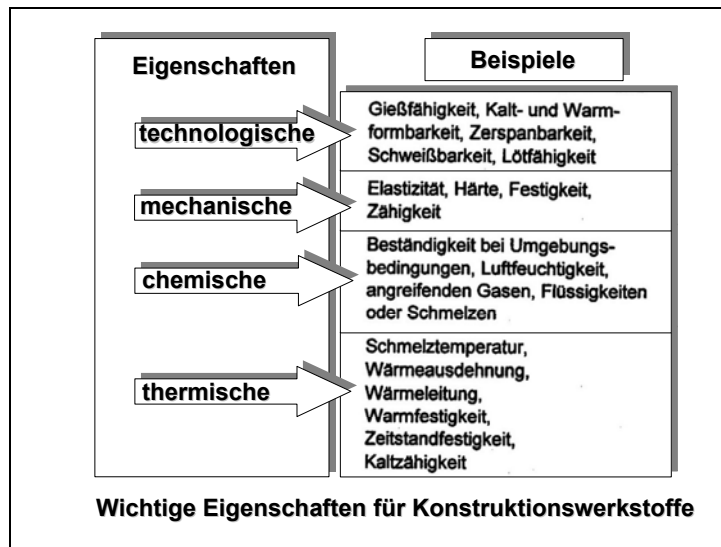 Eigenschaften
Beispiele
technologische
Gießfähigkeit, Kalt- und Warm-
formbarkeit, Zerspanbarkeit,
Schweißbarkeit, Lötfähigkeit
mechanische
Elastizität, Härte, Festigkeit,
Zähigkeit
chemische
Beständigkeit bei Umgebungs-
bedingungen, Luftfeuchtigkeit,
angreifenden Gasen, Flüssigkeiten
oder Schmelzen
thermische
Schmelztemperatur,
Wärmeausdehnung,
Wärmeleitung,
Warmfestigkeit,
Zeitstandfestigkeit,
Kaltzähigkeit
Wichtige Eigenschaften für Konstruktionswerkstoffe